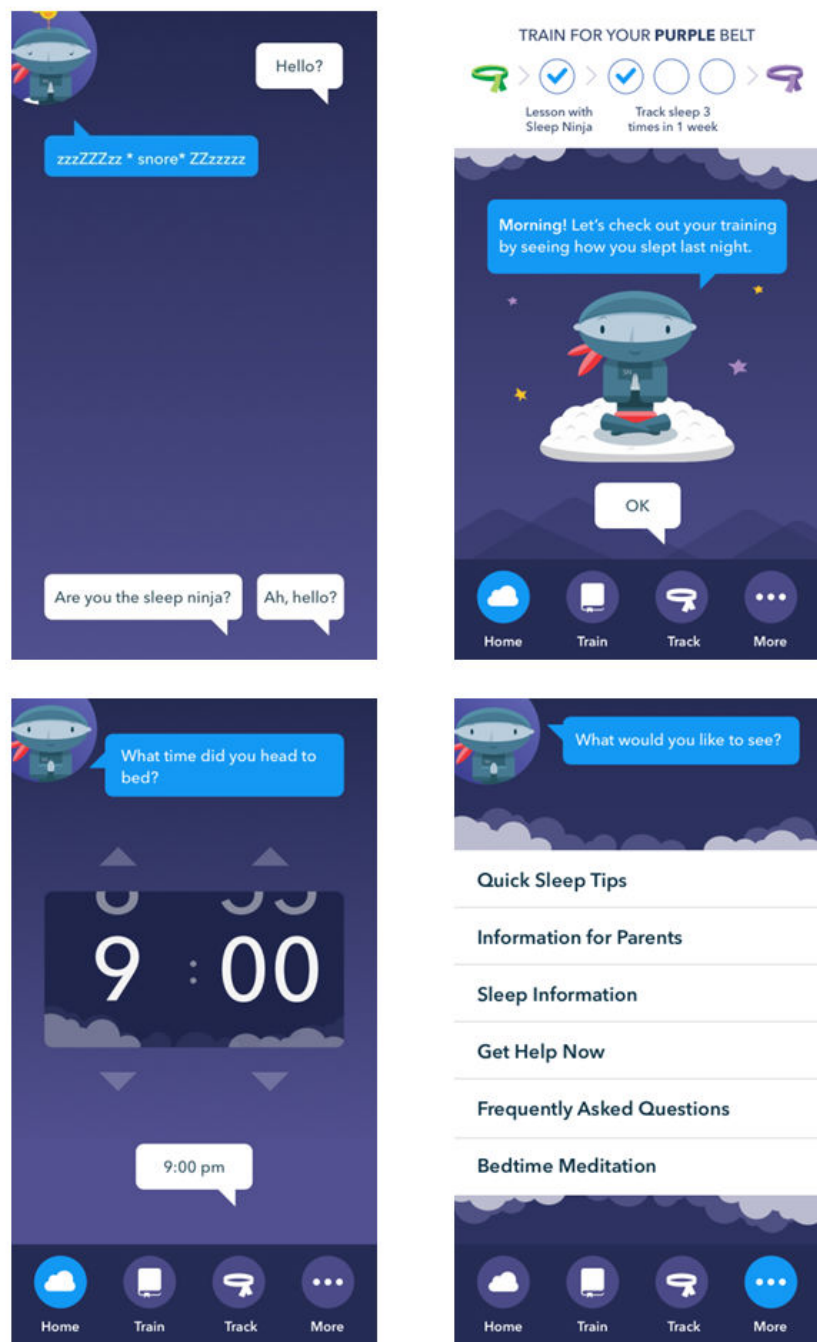 Hello?
zzzZZZzz * snore* ZZzzzzz
Are you the sleep ninja?
Ah, hello?
TRAIN FOR YOUR PURPLE BELT
Lesson with
Sleep Ninja
Track sleep 3
times in 1 week
Morning! Let's check out your training
by seeing how you slept last night.
SN
OK
Home
Train
Track
More
What time did you head to
bed?
9 : 00
9:00 pm
Home
Train
Track
More
What would you like to see?
Quick Sleep Tips
Information for Parents
Sleep Information
Get Help Now
Frequently Asked Questions
Bedtime Meditation
Home
Train
Track
More